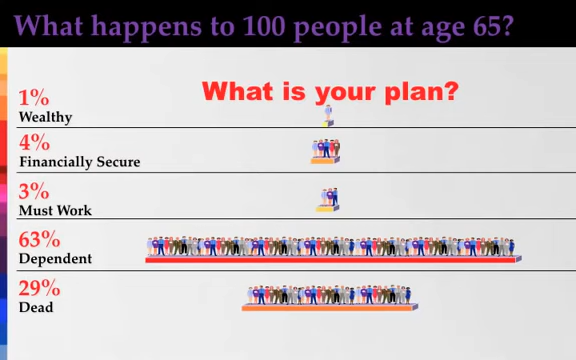 What happens to 100 people at age 65?
What is your plan?
1%
Wealthy
4%
Financially Secure
3%
Must Work
63%
Dependent
29%
Dead